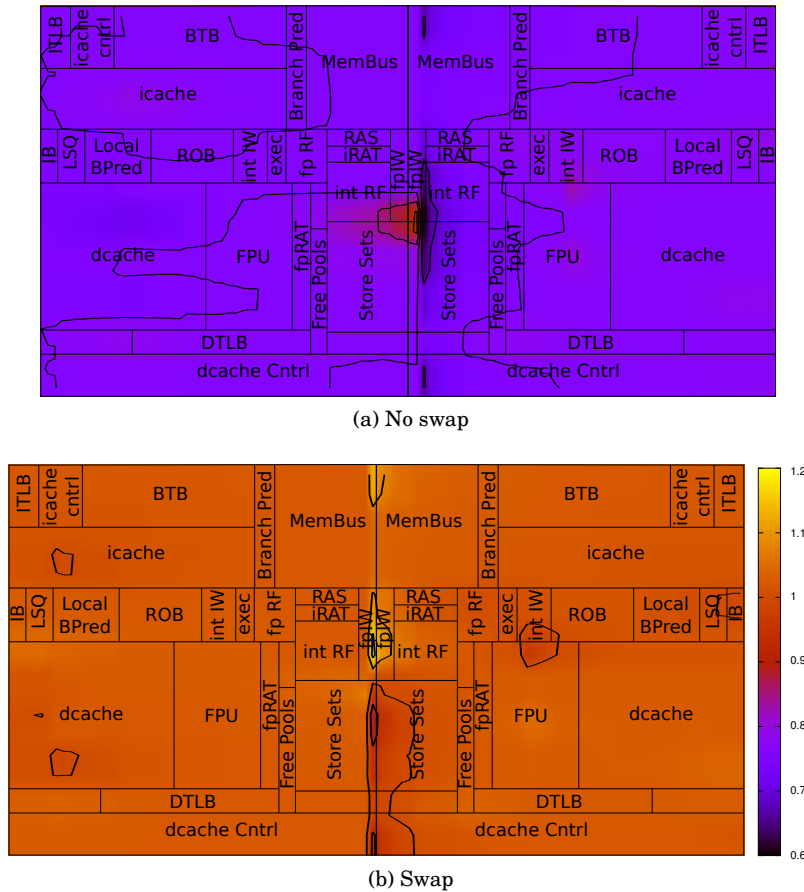 ITLB
icache
cntrl
BTB
Branch Pred
MemBus
MemBus
Branch Pred
BTB
icache
cntrl
ITLB
icache
icache
IB
LSQ
Local
BPred
ROB
int IW
exec
fp RF
RAS
iRAT
fpIW
fpIW
RAS
iRAT
fp RF
exec
int IW
ROB
Local
BPred
LSQ
IB
int RF
int RF
dcache
FPU
fpRAT
Free Pools
Store Sets
Store Sets
Free Pools
fpRAT
FPU
dcache
DTLB
DTLB
dcache Cntrl
dcache Cntrl
(a) No swap
ITLB
icache
cntrl
BTB
Branch Pred
MemBus
MemBus
Branch Pred
BTB
icache
cntrl
ITLB
icache
icache
IB
LSQ
Local
BPred
ROB
int IW
exec
fp RF
RAS
iRAT
fpIW
fpIW
RAS
iRAT
fp RF
exec
int IW
ROB
Local
BPred
LSQ
IB
int RF
int RF
dcache
FPU
fpRAT
Free Pools
Store Sets
Store Sets
Free Pools
fpRAT
FPU
dcache
DTLB
DTLB
dcache Cntrl
dcache Cntrl
1.2
1.1
1
0.9
0.8
0.7
0.6
(b) Swap